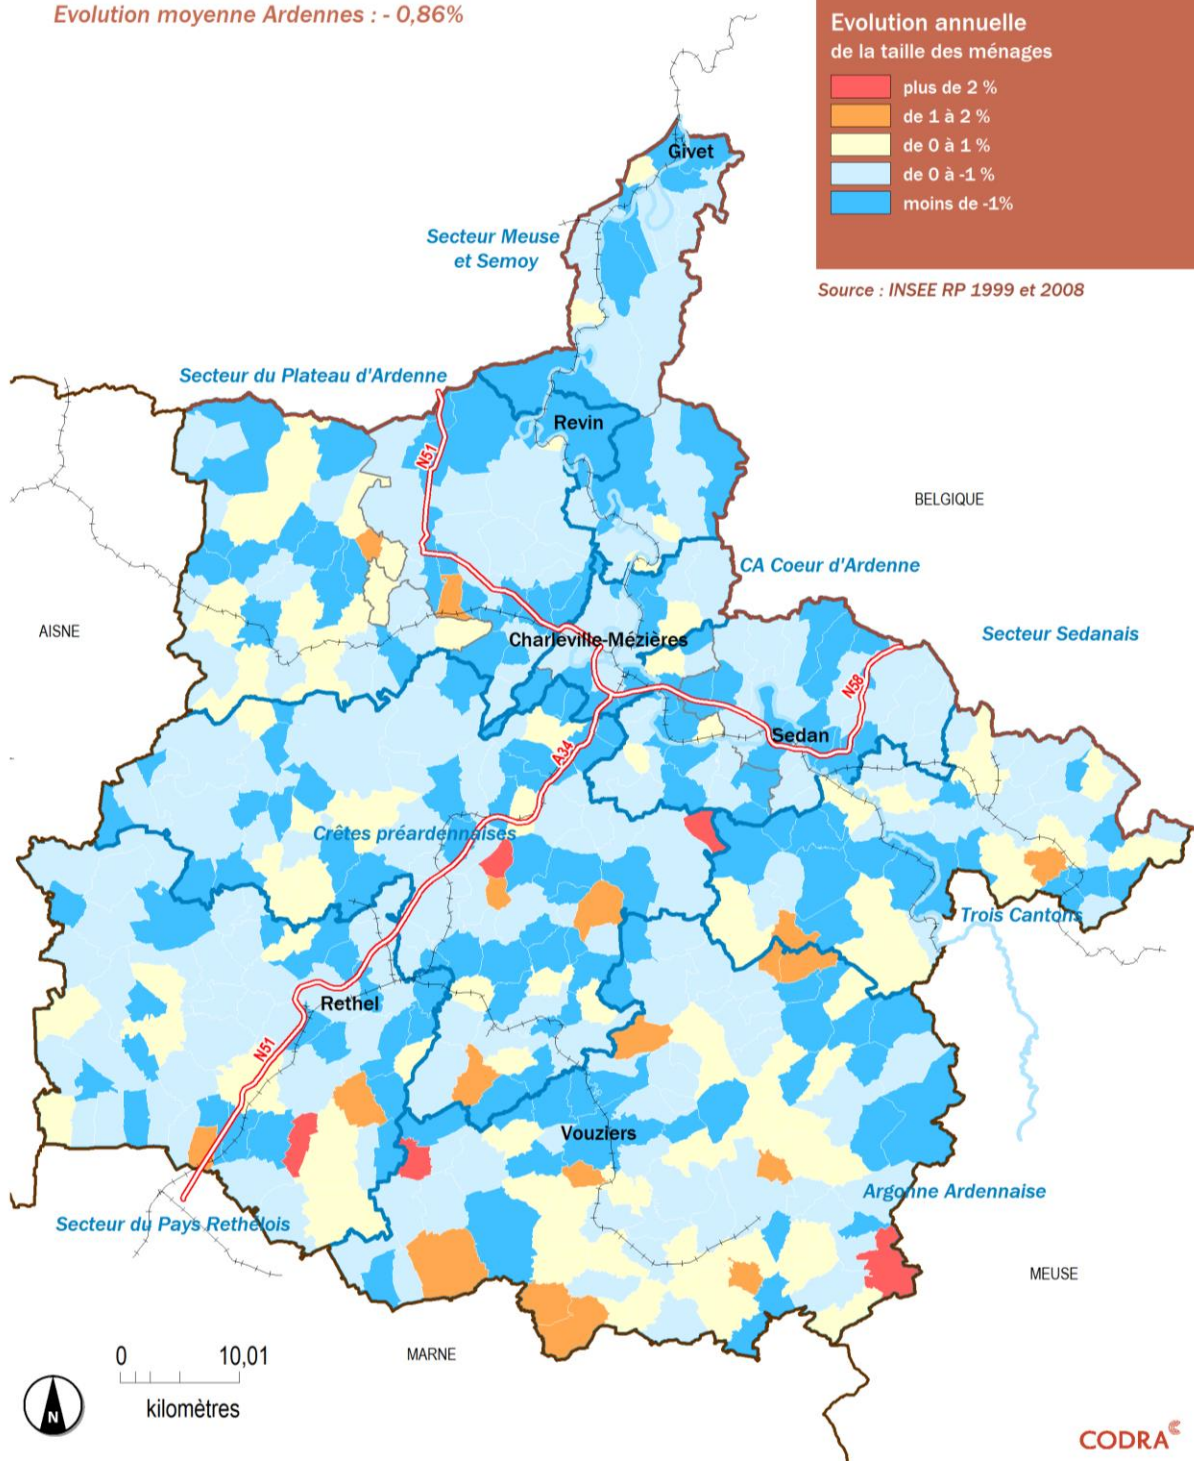 Evolution moyenne Ardennes : - 0,86%
Evolution annuelle
de la taille des ménages
plus de 2 %
de 1 à 2 %
de 0 à 1 %
de 0 à -1 %
moins de -1%
Source : INSEE RP 1999 et 2008
Givet
Secteur Meuse
et Semoy
Secteur du Plateau d'Ardenne
Revin
N51
BELGIQUE
CA Coeur d'Ardenne
AISNE
Charleville-Mézières
Secteur Sedanais
N58
Sedan
A34
Crêtes préardennaises
Trois Cantons
Rethel
N51
Vouziers
Argonne Ardennaise
Secteur du Pays Rethélois
MEUSE
MARNE
0 10,01
kilomètres
N
CODRA